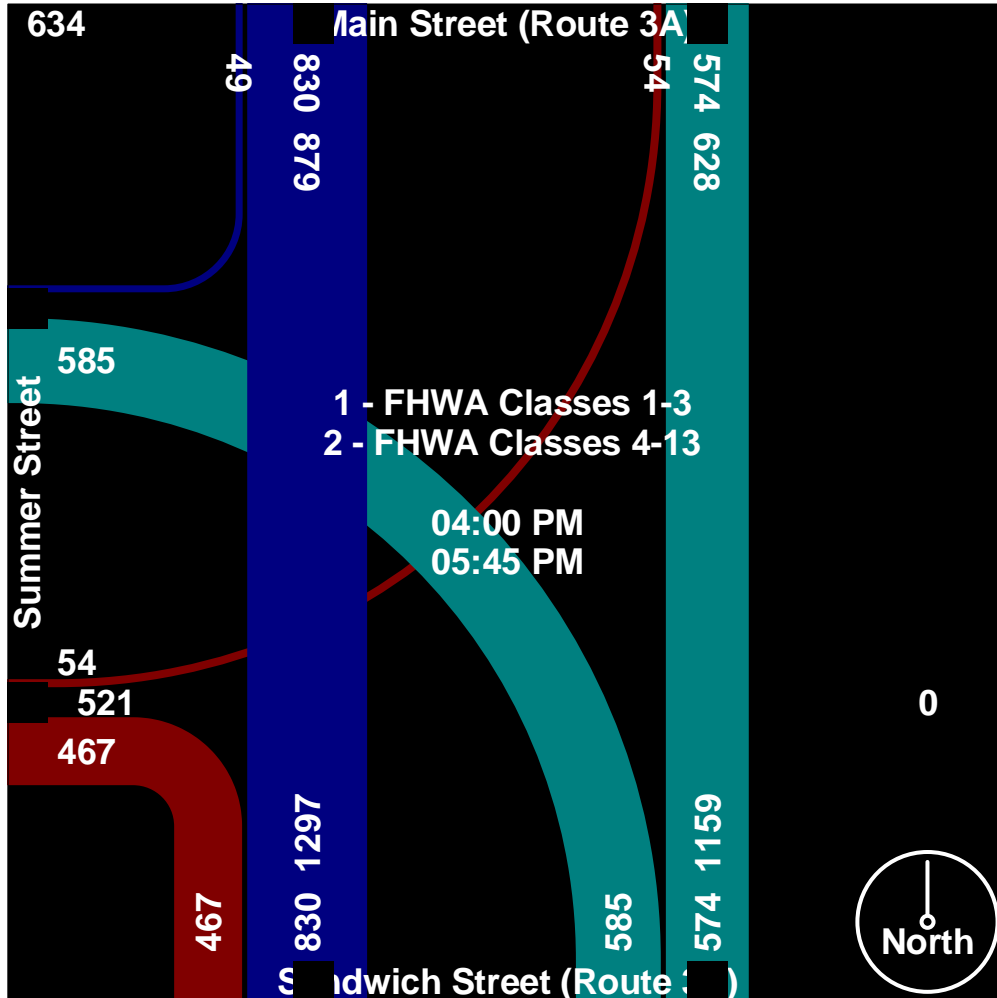 634
Main Street (Route 3A)
49
830 879
54
574 628
585
1 - FHWA Classes 1-3
2 - FHWA Classes 4-13
04:00 PM
05:45 PM
Summer Street
54
521
467
0
467
830 1297
585
574 1159
North
Street (Route